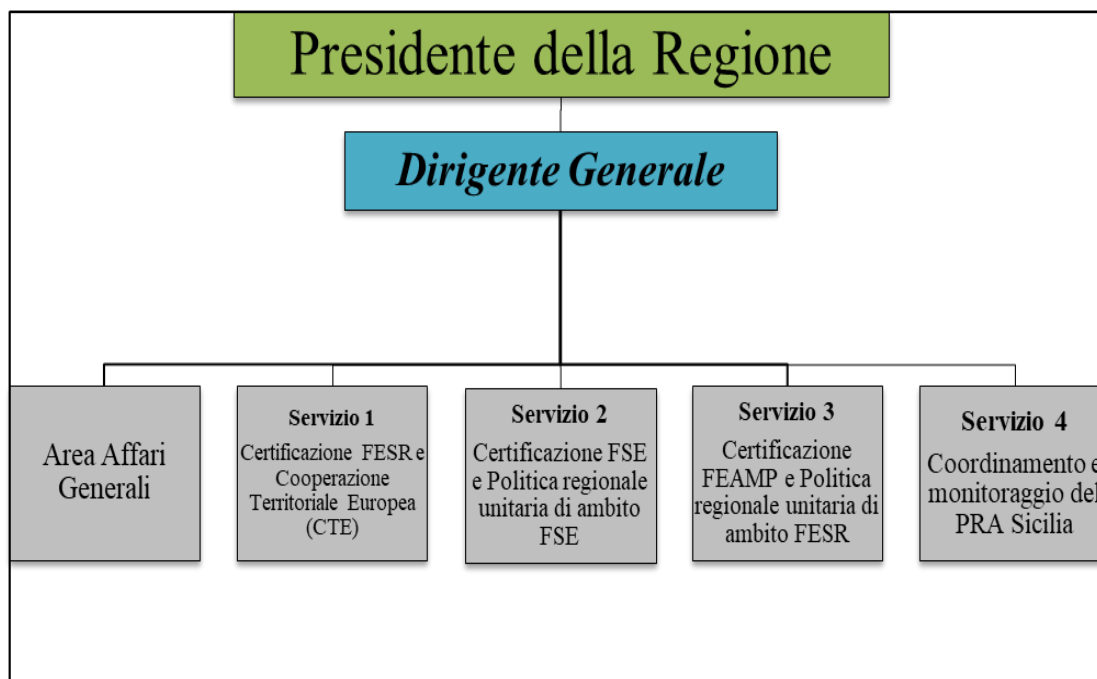 Presidente della Regione
Dirigente Generale
Area Affari
Generali
Servizio 1
Certificazione FESR e
Cooperazione
Territoriale Europea
(CTE)
Servizio 2
Certificazione FSE
e Politica regionale
unitaria di ambito
FSE
Servizio 3
Certificazione
FEAMP e Politica
regionale unitaria di
ambito FESR
Servizio 4
Coordinamento e
monitoraggio del
PRA Sicilia